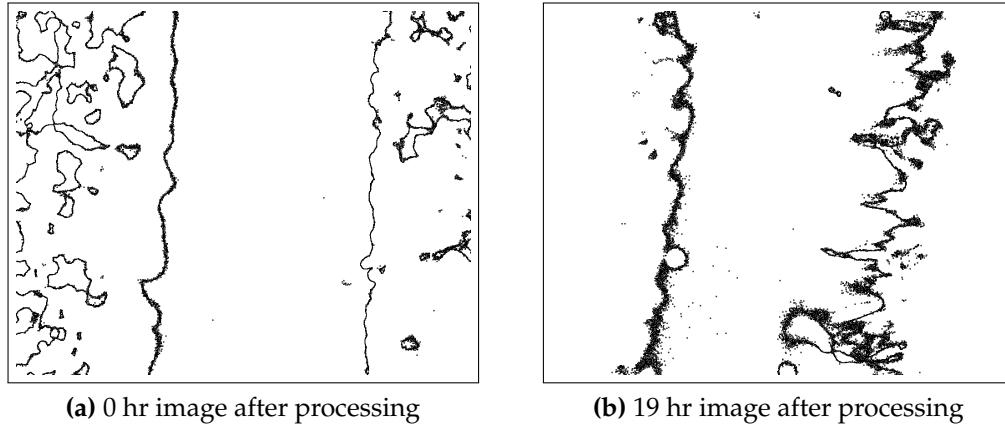 (a) 0 hr image after processing
(b) 19 hr image after processing